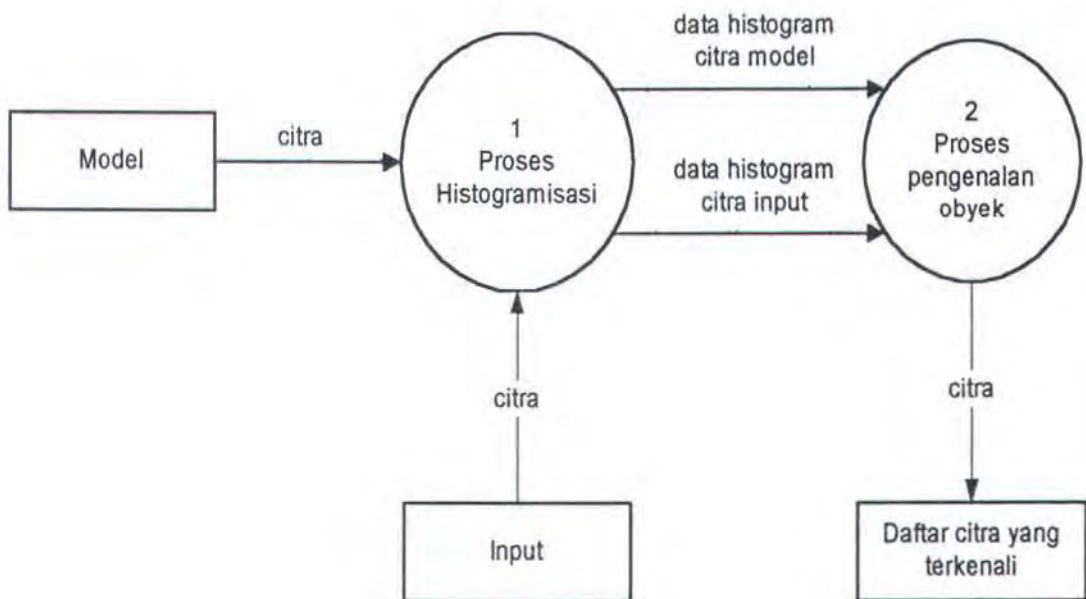 data histogram
citra model
Model
citra
1
Proses
Histogramisasi
data histogram
citra input
2
Proses
pengenalan
obyek
citra
citra
Input
Daftar citra yang
terkenali